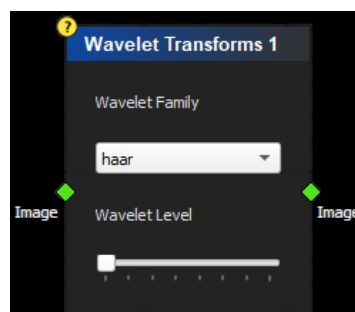 ?
Wavelet Transforms 1
Wavelet Family
haar
Image
Wavelet Level
Image